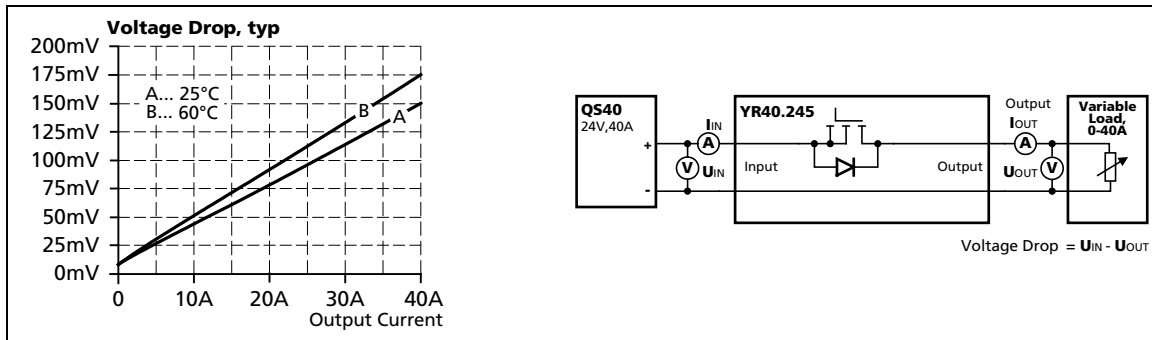 Voltage Drop, typ
200mV
175mV
150mV
125mV
100mV
75mV
50mV
25mV
0mV
A... 25°C
B... 60°C
B
A
0
10A
20A
30A
40A
Output Current
QS40
24V,40A
+
-
IIN
A
V
UIN
YR40.245
Input
Output
Output
IOUT
A
UOUT
V
Variable
Load,
0-40A
Voltage Drop = UIN - UOUT